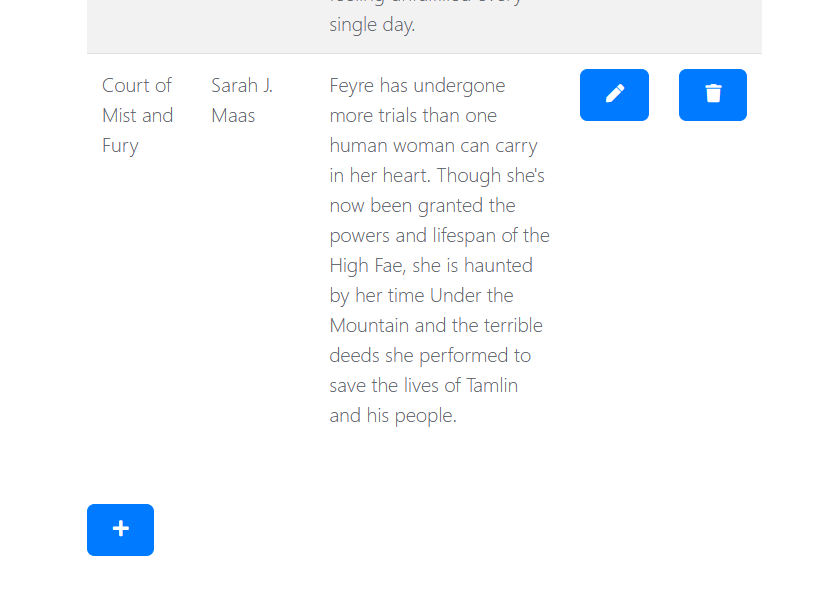 single day.
Court of
Mist and
Fury
Sarah J.
Maas
Feyre has undergone
more trials than one
human woman can carry
in her heart. Though she's
now been granted the
powers and lifespan of the
High Fae, she is haunted
by her time Under the
Mountain and the terrible
deeds she performed to
save the lives of Tamlin
and his people.